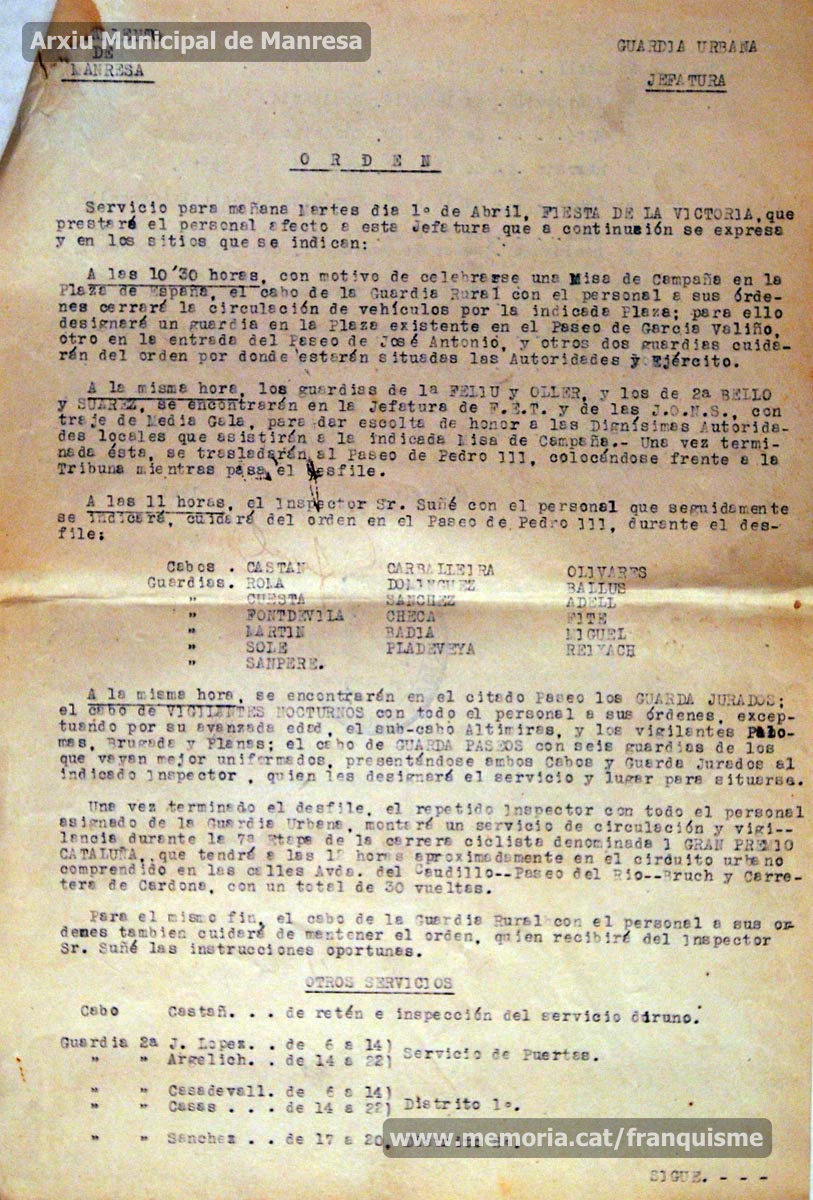 Arxiu Municipal de Manresa
DE
MANRESA
GUARDIA URBANA
JEFATURA
O R D E N
Servicio para mañana Martes dia 1º de Abril, FIESTA DE LA VICTORIA, que
prestará el personal afecto a esta Jefatura que a continuasión se expresa
y en los sitios que se indican:
A las 10'30 horas, con motivo de celebrarse una Misa de Campaña en la
Plaza de España, el cabo de la Guardia Rural con el personal a sus órde-
nes cerrará la circulación de vehículos por la indicada Plaza; para ello
designará un guardia en la Plaza existente en el Paseo de Garcia Valiño,
otro en la entrada del Paseo de José Antonio, y otros dos guardias cuida-
rán del orden por donde estarán situadas las Autoridades y Ejército.
A la misma hora, los guardias de 1ª FELIU y OLLER, y los de 2ª BELLO
y SUAREZ, se encontrarán en la Jefatura de F.E.T. y de las J.O.N.S., con
traje de Media Gala, para dar escolta de honor a las Dignísimas Autorida-
des locales que asistirán a la indicada Misa de Campaña.- Una vez termi-
nada ésta, se trasladarán al Paseo de Pedro III, colocándose frente a la
Tribuna mientras pasa el desfile.
A las 11 horas, el Inspector Sr. Suñé con el personal que seguidamente
se indicará, cuidará del orden en el Paseo de Pedro III, durante el des-
file:
Cabos . CASTAN CARBALLEIRA OLIVARES
Guardias. ROMA DOMINGUEZ BALLUS
" CUESTA SANCHEZ ADELL
" FONTDEVILA CHECA FITE
" MARTIN BADIA MIGUEL
" SOLE PLADEVEYA REIXACH
" SANPERE.
A la misma hora, se encontrarán en el citado Paseo los GUARDA JURADOS;
el cabo de VIGILANTES NOCTURNOS con todo el personal a sus órdenes, excep-
tuando por su avanzada edad, el sub-cabo Altimiras, y los vigilantes Palo-
mas, Brugada y Planas; el cabo de GUARDA PASEOS con seis guardias de los
que vayan mejor uniformados, presentándose ambos Cabos y Guarda Jurados al
indicado Inspector , quien les designará el servicio y lugar para situarse.
Una vez terminado el desfile, el repetido Inspector con todo el personal
asignado de la Guardia Urbana, montará un servicio de circulación y vigi--
lancia durante la 7ª Etapa de la carrera ciclista denominada I GRAN PREMIO
CATALUÑA, que tendrá a las 12 horas aproximadamente en el cirduito urbano
comprendido en las calles Avda. del Caudillo--Paseo del Rio--Bruch y Carre-
tera de Cardona, con un total de 30 vueltas.
Para el mismo fin, el cabo de la Guardia Rural con el personal a sus or-
denes tambien cuidará de mantener el orden, quien recibirá del Inspector
Sr. Suñé las instrucciones oportunas.
OTROS SERVICIOS
Cabo Castañ. . . de retén e inspección del servicio diruno.
Guardia 2ª J. Lopez. . de 6 a 14)
" " Argelich. . de 14 a 22) Servicio de Puertas.
" " Casadevall. de 6 a 14)
" " Casas . . . de 14 a 22) Distrito 1º.
" " Sanchez . . de 17 a 20,
www.memoria.cat/franquisme
SIGUE. - - -